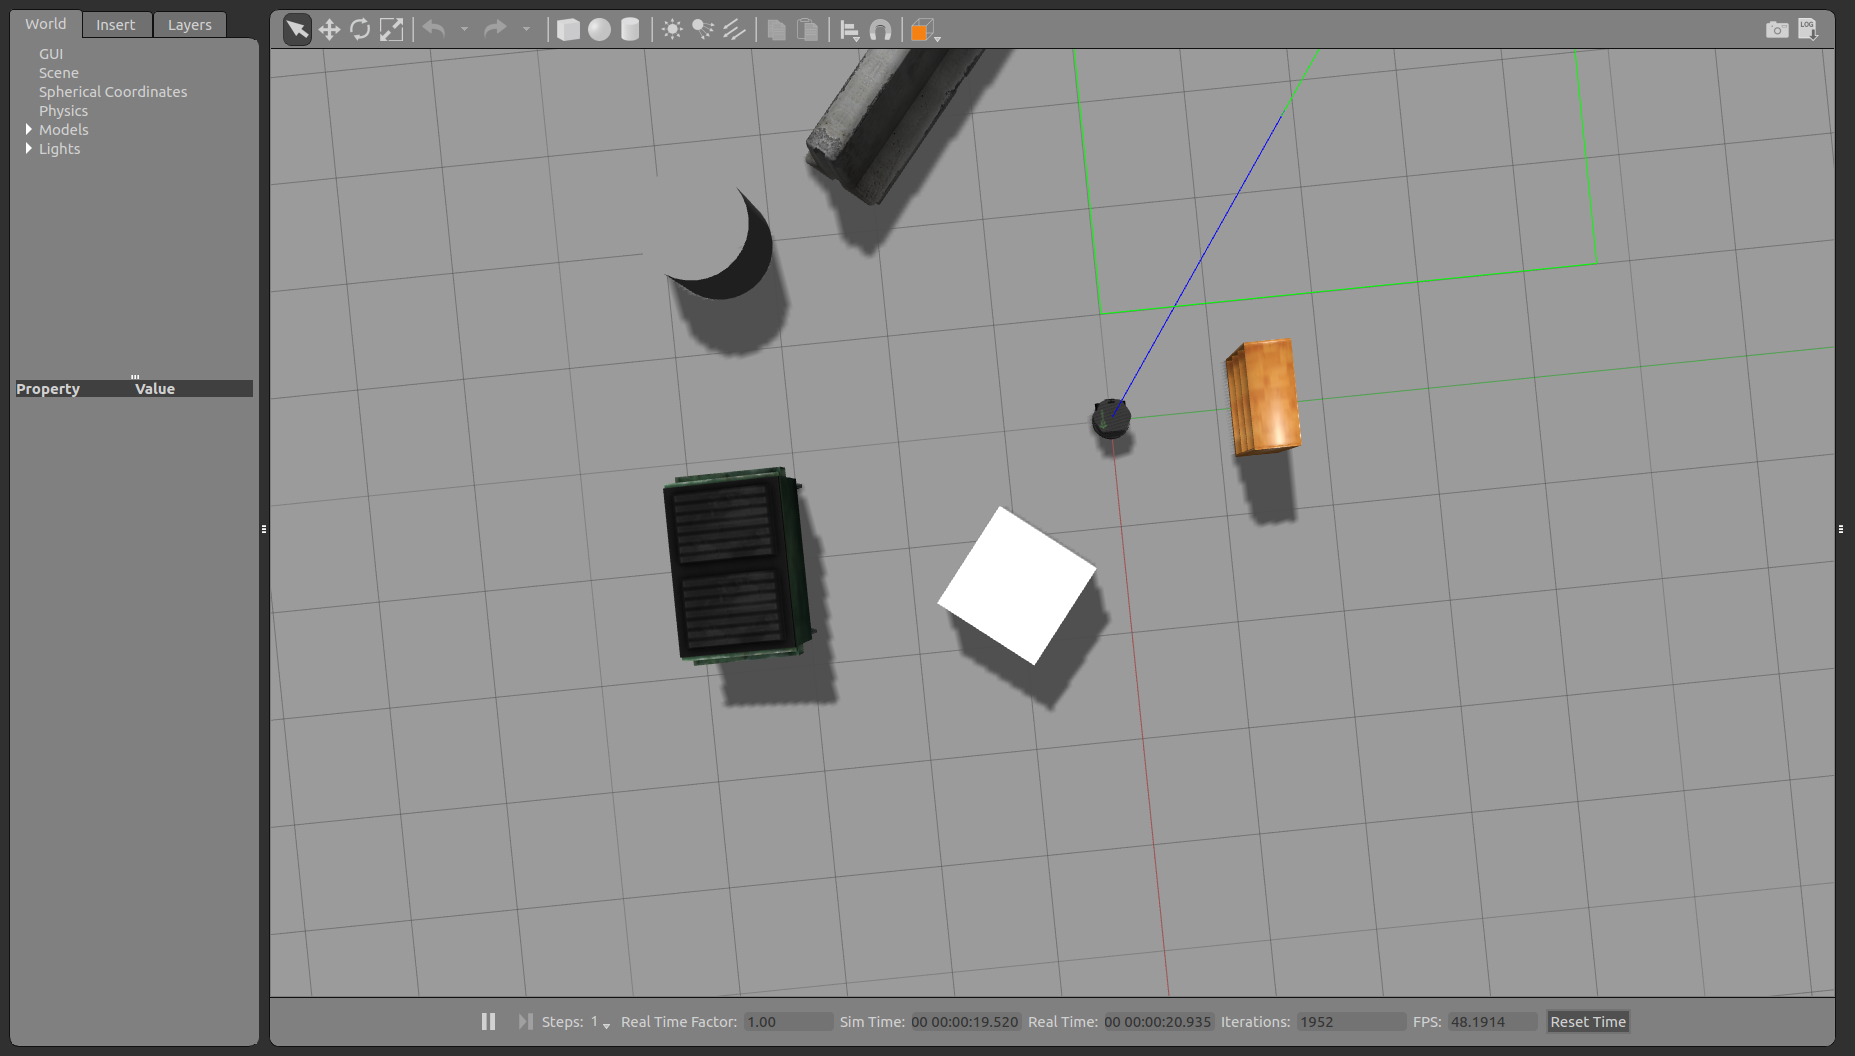 World Insert Layers
GUI
Scene
Spherical Coordinates
Physics
Models
Lights
Property Value
LOG
Steps: 1 Real Time Factor: 1.00 Sim Time: 00 00:00:19.520 Real Time: 00 00:00:20.935 Iterations: 1952 FPS: 48.1914 Reset Time